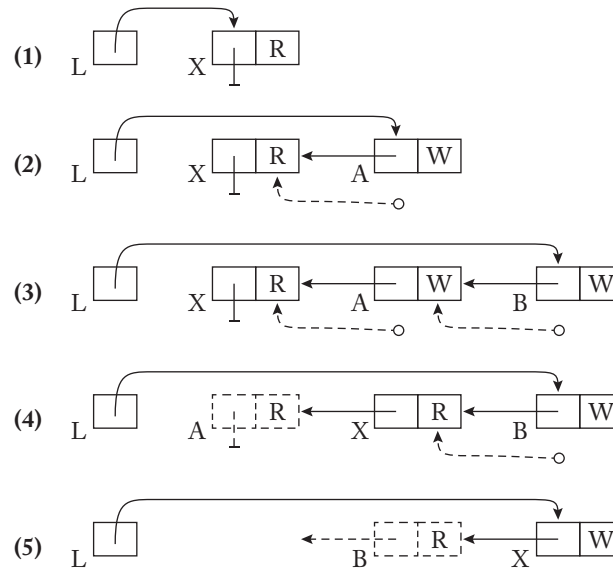 (1) L X R
(2) L X R A W
(3) L X R A W B W
(4) L A R X R B W
(5) L B R X W